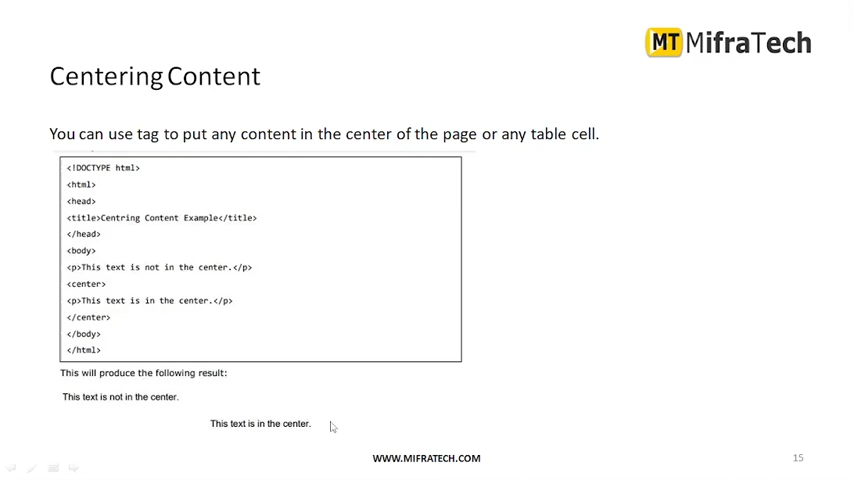 MT MifraTech
Centering Content
You can use tag to put any content in the center of the page or any table cell.
<!DOCTYPE html>
<html>
<head>
<title>Centring Content Example</title>
</head>
<body>
<p>This text is not in the center.</p>
<center>
<p>This text is in the center.</p>
</center>
</body>
</html>
This will produce the following result:
This text is not in the center.
This text is in the center.
WWW.MIFRATECH.COM
15